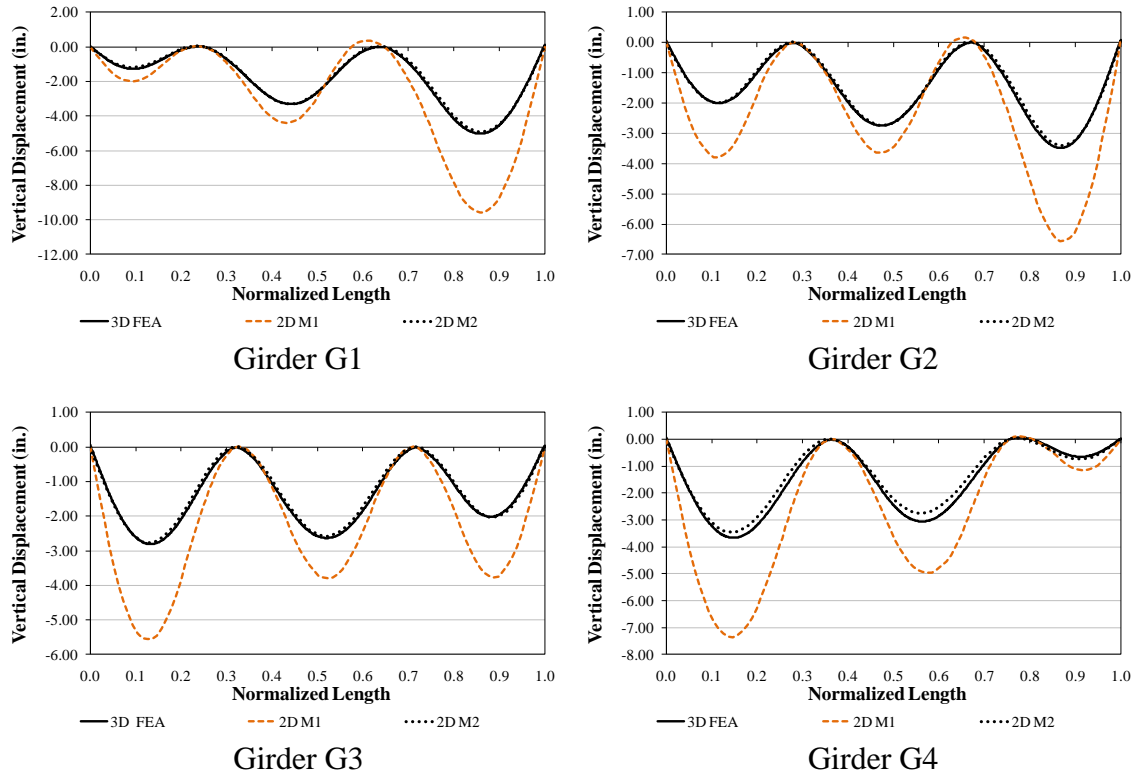 2.00
0.00
-2.00
-4.00
-6.00
-8.00
-10.00
-12.00
Vertical Displacement (in.)
0.0 0.1 0.2 0.3 0.4 0.5 0.6 0.7 0.8 0.9 1.0
Normalized Length
3D FEA 2D M1 2D M2
Girder G1
1.00
0.00
-1.00
-2.00
-3.00
-4.00
-5.00
-6.00
-7.00
Vertical Displacement (in.)
0.0 0.1 0.2 0.3 0.4 0.5 0.6 0.7 0.8 0.9 1.0
Normalized Length
3D FEA 2D M1 2D M2
Girder G2
1.00
0.00
-1.00
-2.00
-3.00
-4.00
-5.00
-6.00
Vertical Displacement (in.)
0.0 0.1 0.2 0.3 0.4 0.5 0.6 0.7 0.8 0.9 1.0
Normalized Length
3D FEA 2D M1 2D M2
Girder G3
1.00
0.00
-1.00
-2.00
-3.00
-4.00
-5.00
-6.00
-7.00
-8.00
Vertical Displacement (in.)
0.0 0.1 0.2 0.3 0.4 0.5 0.6 0.7 0.8 0.9 1.0
Normalized Length
3D FEA 2D M1 2D M2
Girder G4